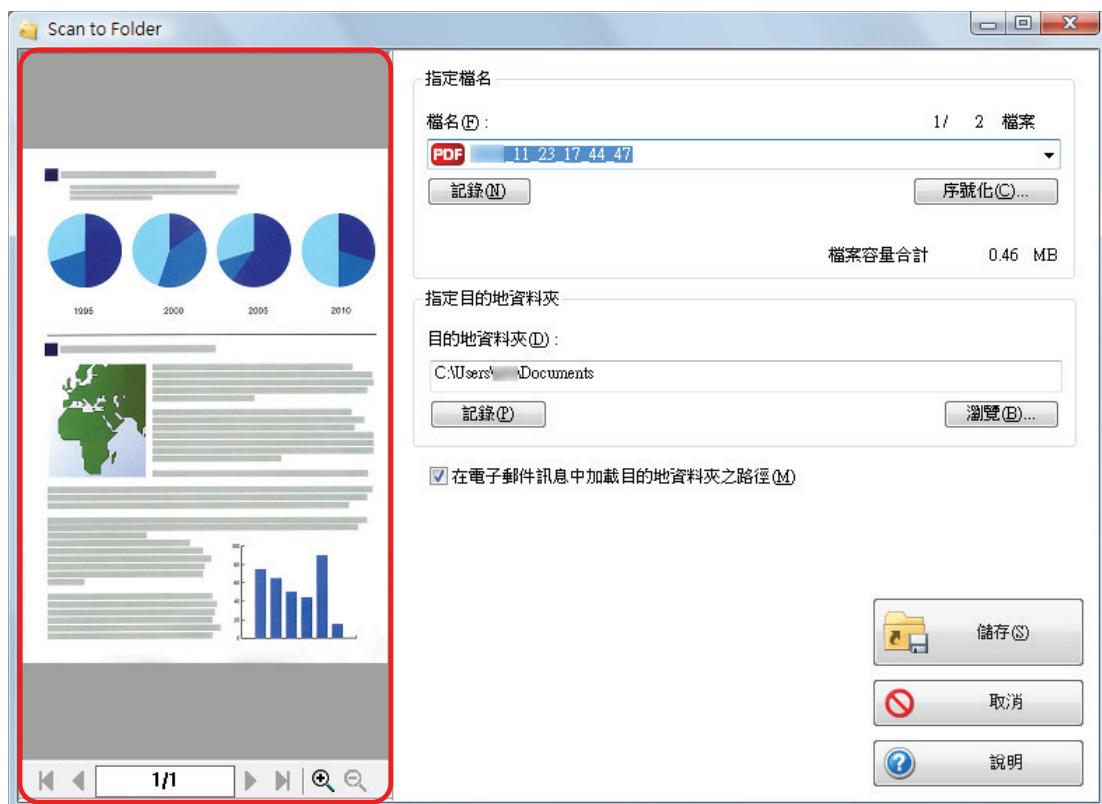 Scan to Folder
指定檔名
檔名(F) :
1/ 2 檔案
PDF _11_23_17_44_47
記錄(N)
序號化(C)...
檔案容量合計 0.46 MB
指定目的地資料夾
目的地資料夾(D) :
C:\Users\ \Documents
記錄(P)
瀏覽(B)...
在電子郵件訊息中加載目的地資料夾之路徑(M)
儲存(S)
取消
說明
1995 2000 2005 2010
1/1